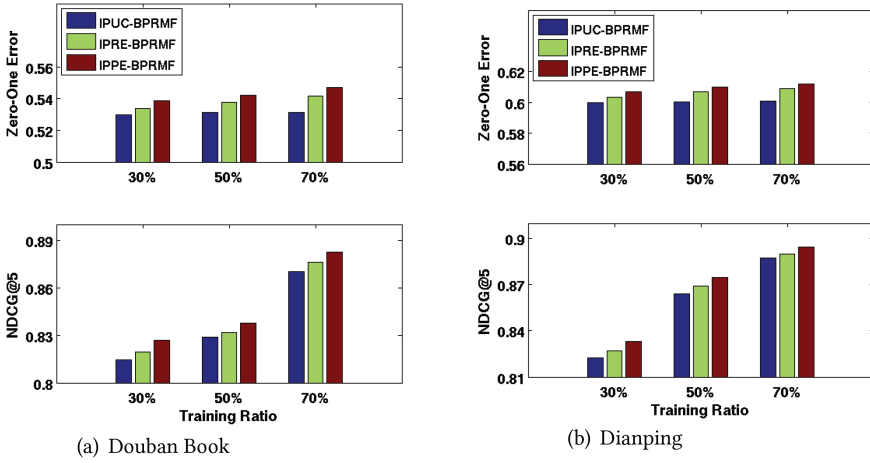 IPUC-BPRMF
IPRE-BPRMF
IPPE-BPRMF
Zero-One Error
0.56
0.54
0.52
0.5
30% 50% 70%
NDCG@5
0.89
0.86
0.83
0.8
30% 50% 70%
Training Ratio
(a) Douban Book
IPUC-BPRMF
IPRE-BPRMF
IPPE-BPRMF
Zero-One Error
0.62
0.6
0.58
0.56
30% 50% 70%
NDCG@5
0.9
0.87
0.84
0.81
30% 50% 70%
Training Ratio
(b) Dianping